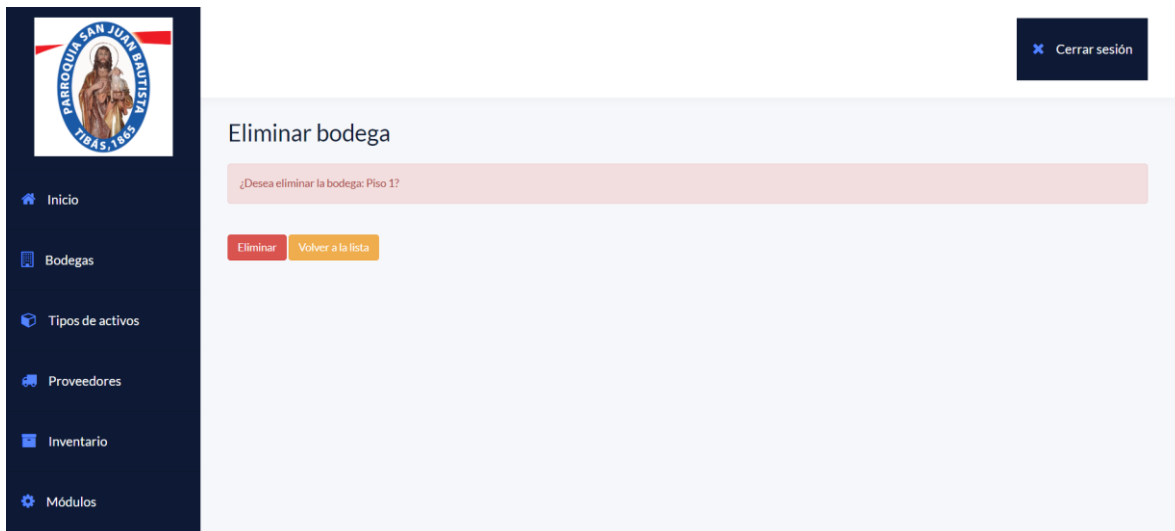 PARROQUIA SAN JUAN BAUTISTA
TIBÁS, 1865
Cerrar sesión
Eliminar bodega
¿Desea eliminar la bodega: Piso 1?
Eliminar
Volver a la lista
Inicio
Bodegas
Tipos de activos
Proveedores
Inventario
Módulos